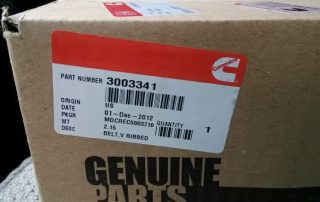 Cummins
PART NUMBER 3003341
ORIGIN US
DATE 01-Dec-2012
PKGR MDCREC5963710 QUANTITY
WT 2.15 1
DESC BELT,V RIBBED
GENUINE
PARTS